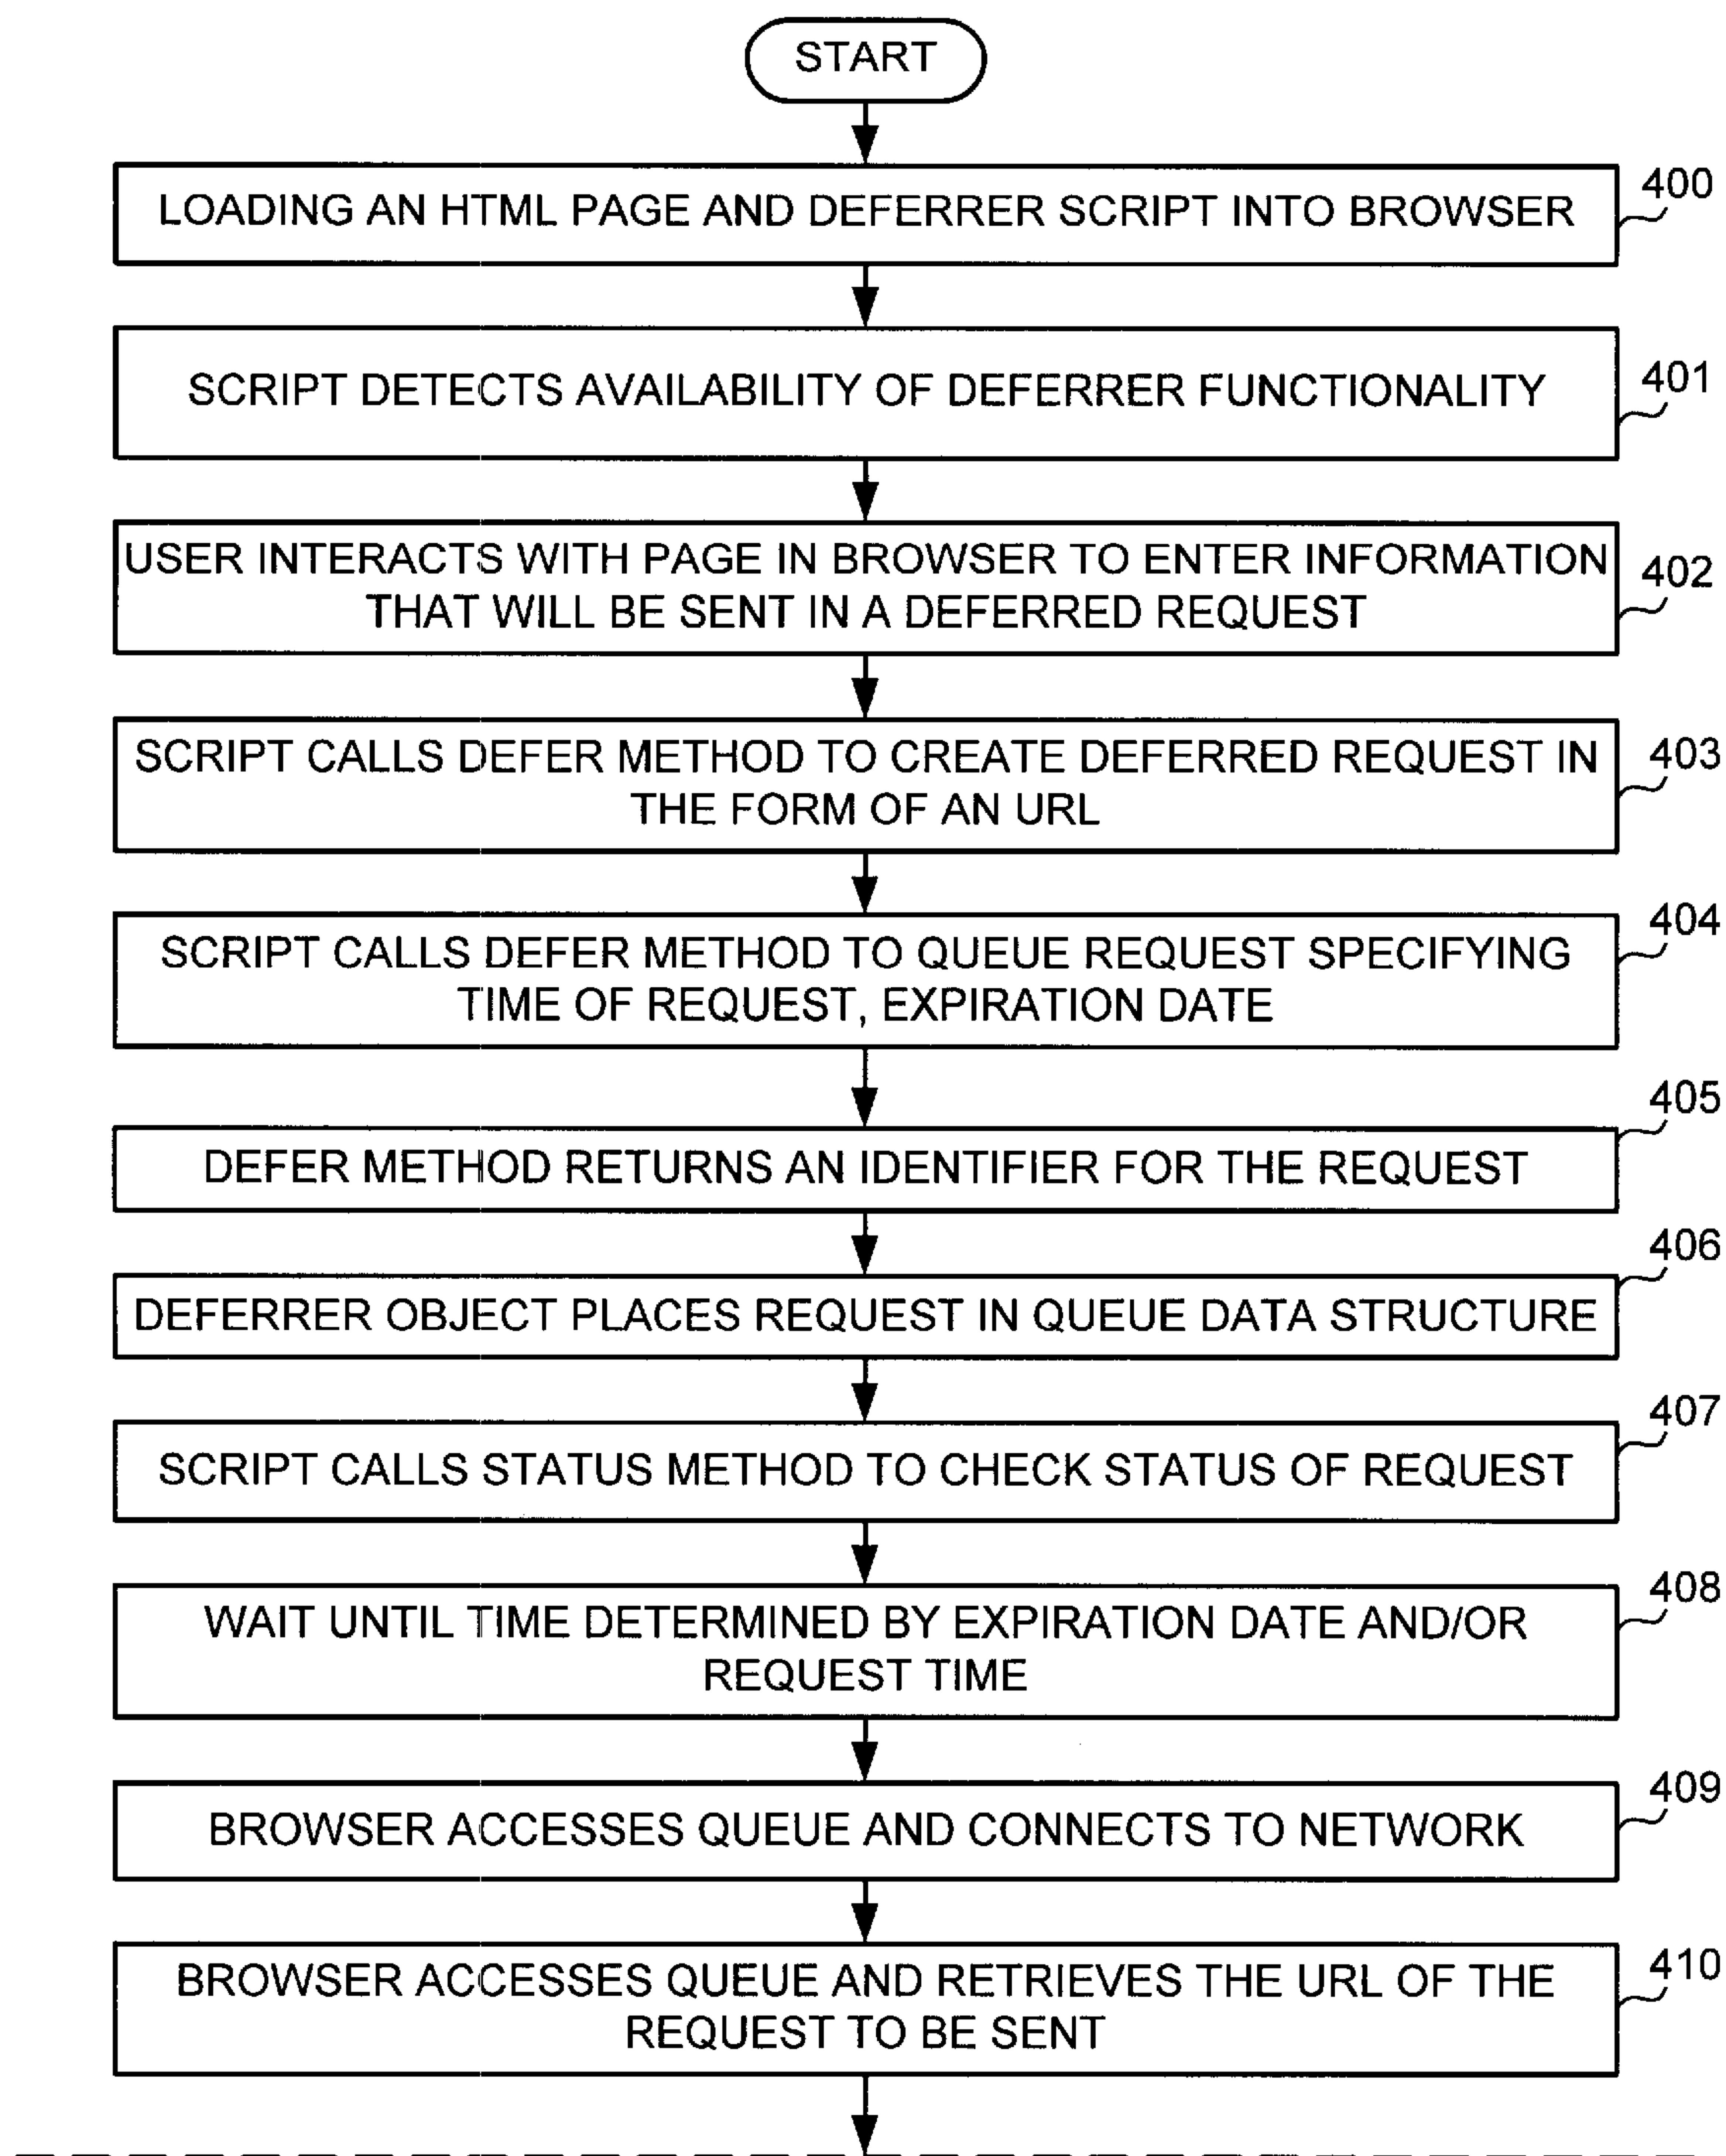 START
LOADING AN HTML PAGE AND DEFERRER SCRIPT INTO BROWSER
400
SCRIPT DETECTS AVAILABILITY OF DEFERRER FUNCTIONALITY
401
USER INTERACTS WITH PAGE IN BROWSER TO ENTER INFORMATION
THAT WILL BE SENT IN A DEFERRED REQUEST
402
SCRIPT CALLS DEFER METHOD TO CREATE DEFERRED REQUEST IN
THE FORM OF AN URL
403
SCRIPT CALLS DEFER METHOD TO QUEUE REQUEST SPECIFYING
TIME OF REQUEST, EXPIRATION DATE
404
DEFER METHOD RETURNS AN IDENTIFIER FOR THE REQUEST
405
DEFERRER OBJECT PLACES REQUEST IN QUEUE DATA STRUCTURE
406
SCRIPT CALLS STATUS METHOD TO CHECK STATUS OF REQUEST
407
WAIT UNTIL TIME DETERMINED BY EXPIRATION DATE AND/OR
REQUEST TIME
408
BROWSER ACCESSES QUEUE AND CONNECTS TO NETWORK
409
BROWSER ACCESSES QUEUE AND RETRIEVES THE URL OF THE
REQUEST TO BE SENT
410